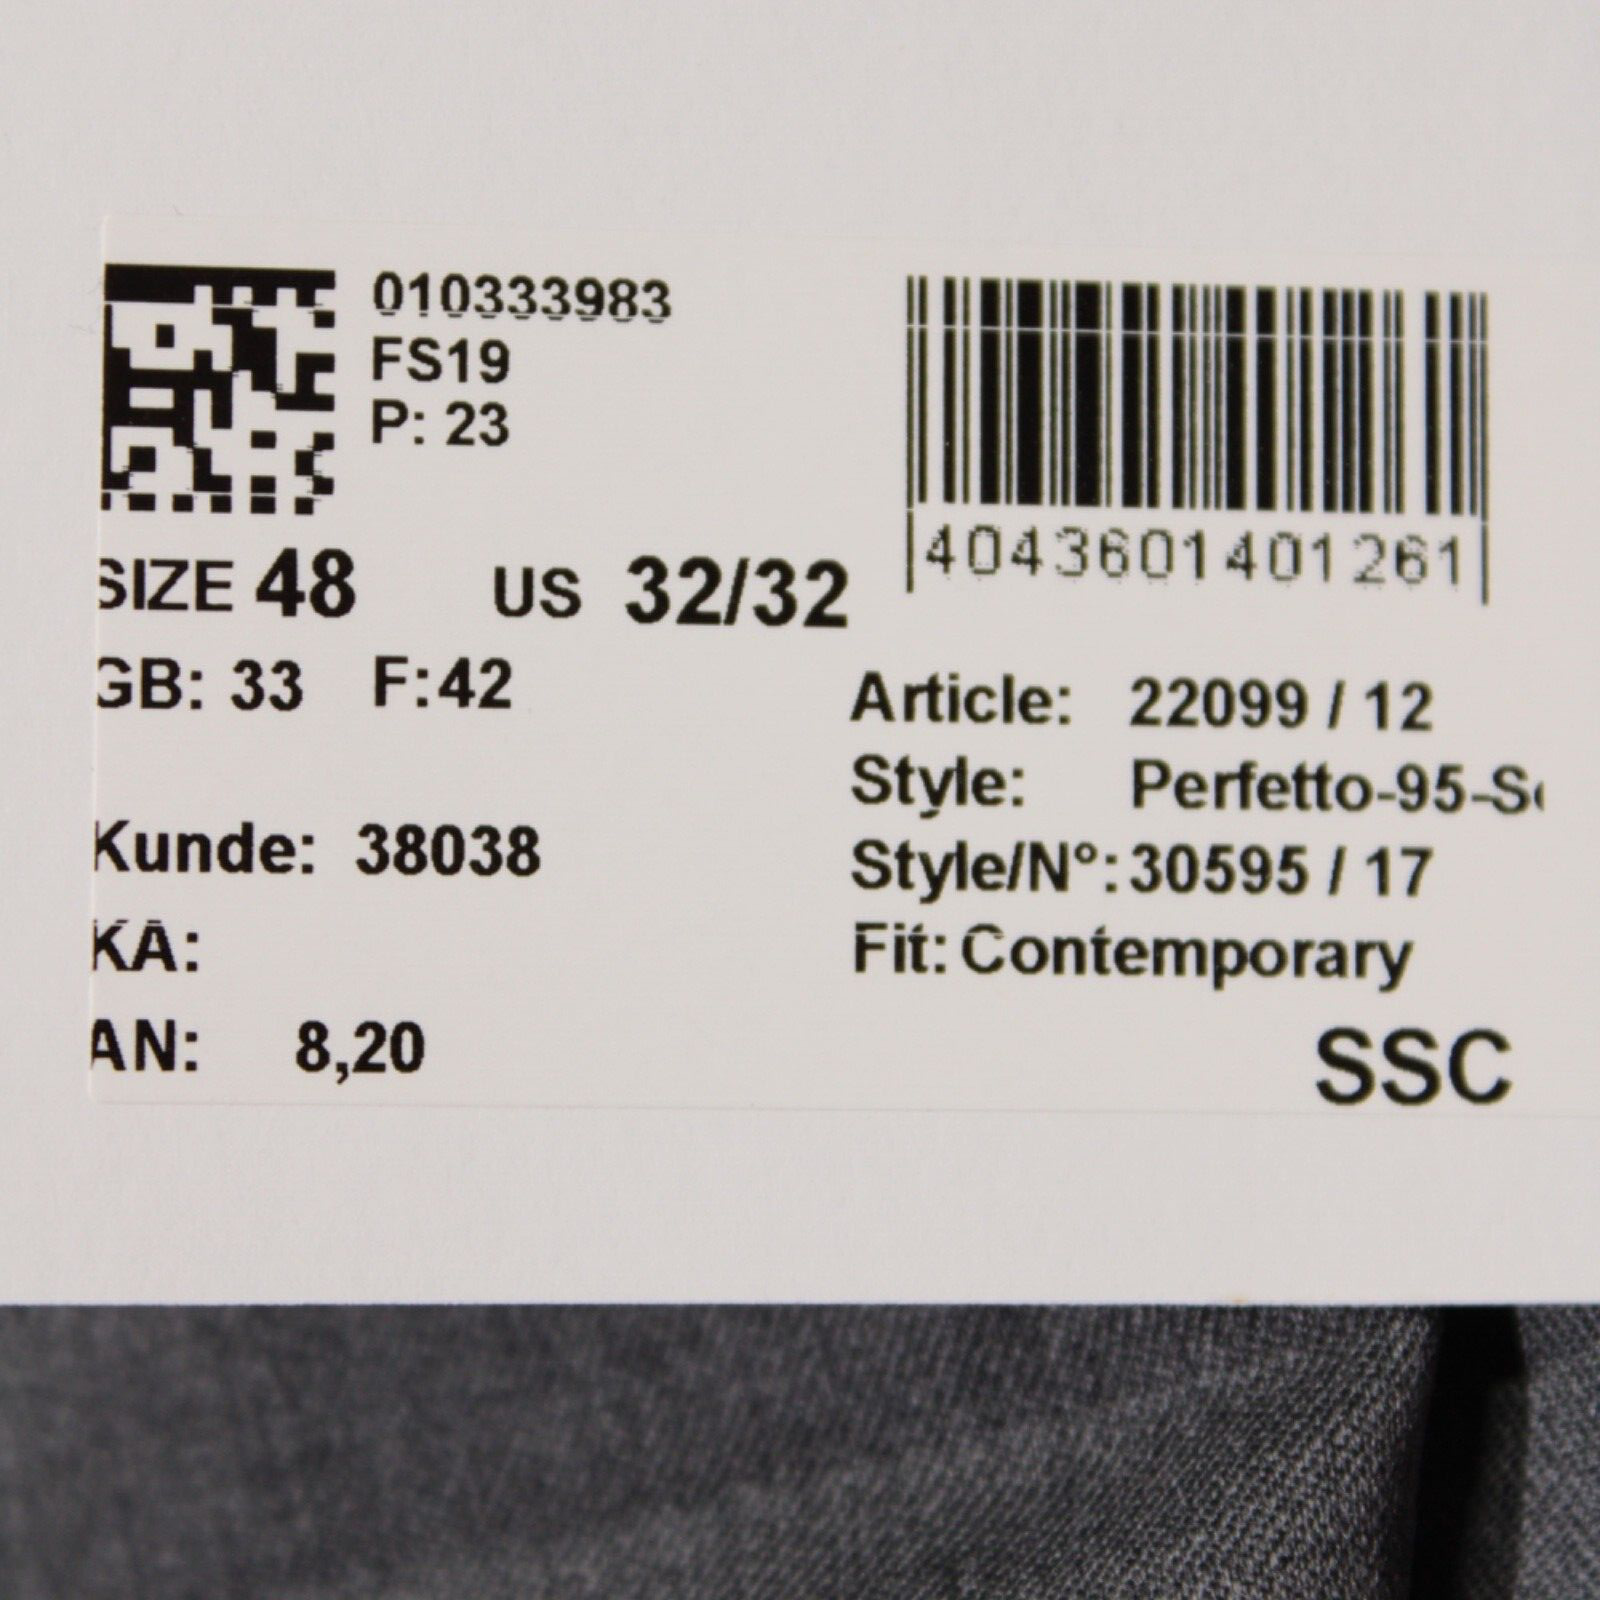 010333983
FS19
P: 23
4043601401261
SIZE 48 US 32/32
GB: 33 F:42
Article: 22099 / 12
Style: Perfetto-95-S
Kunde: 38038
Style/N°: 30595 / 17
KA:
Fit: Contemporary
AN: 8,20
SSC